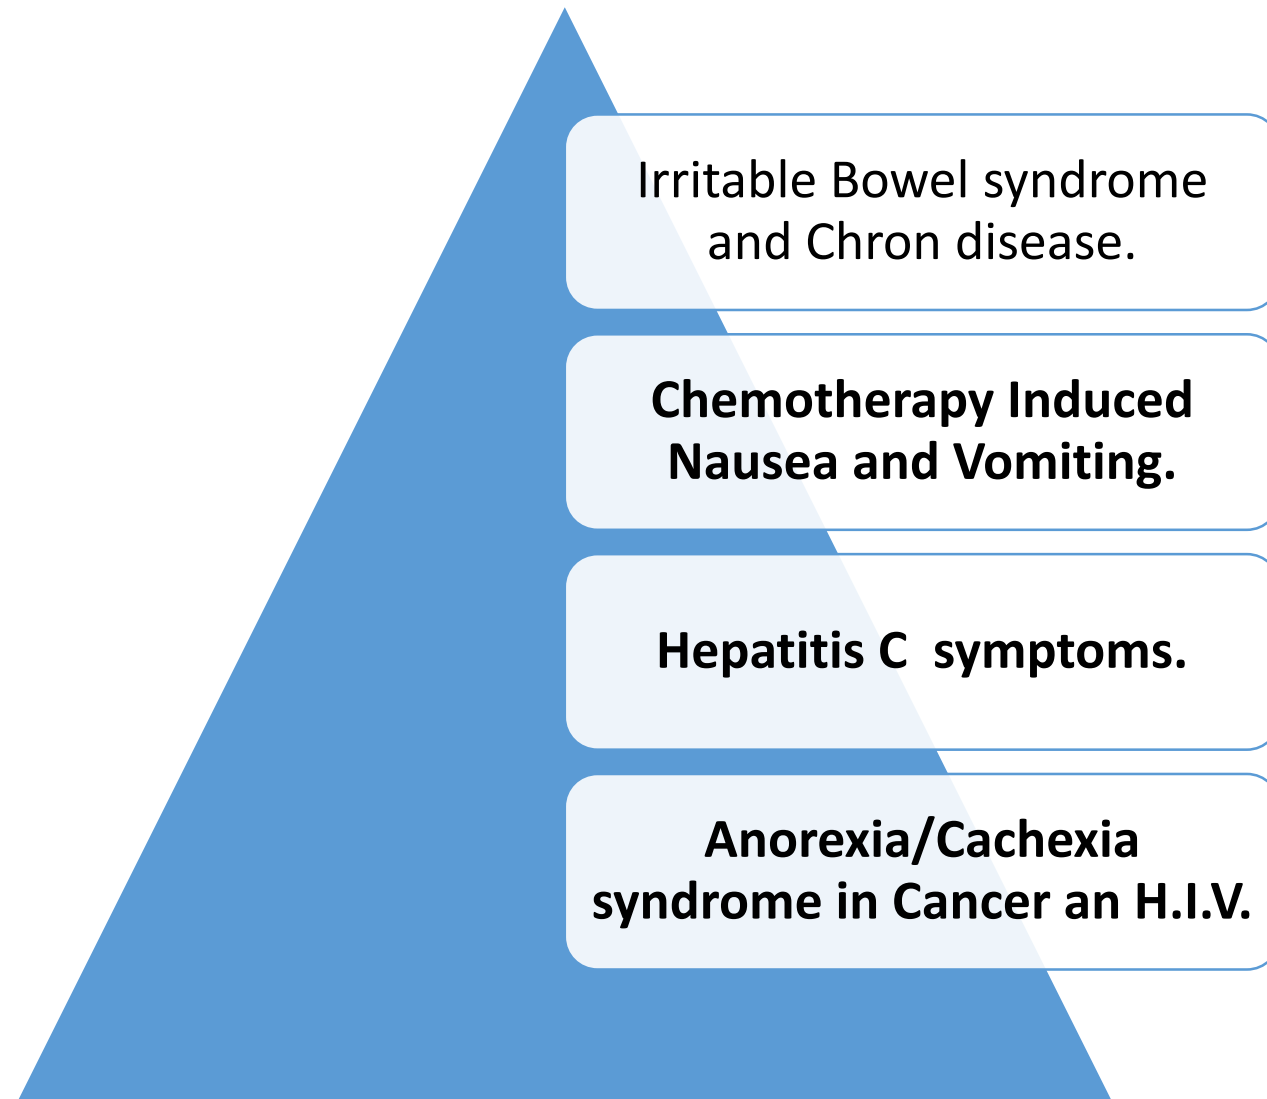 Irritable Bowel syndrome
and Chron disease.
Chemotherapy Induced
Nausea and Vomiting.
Hepatitis C  symptoms.
Anorexia/Cachexia
syndrome in Cancer an H.I.V.